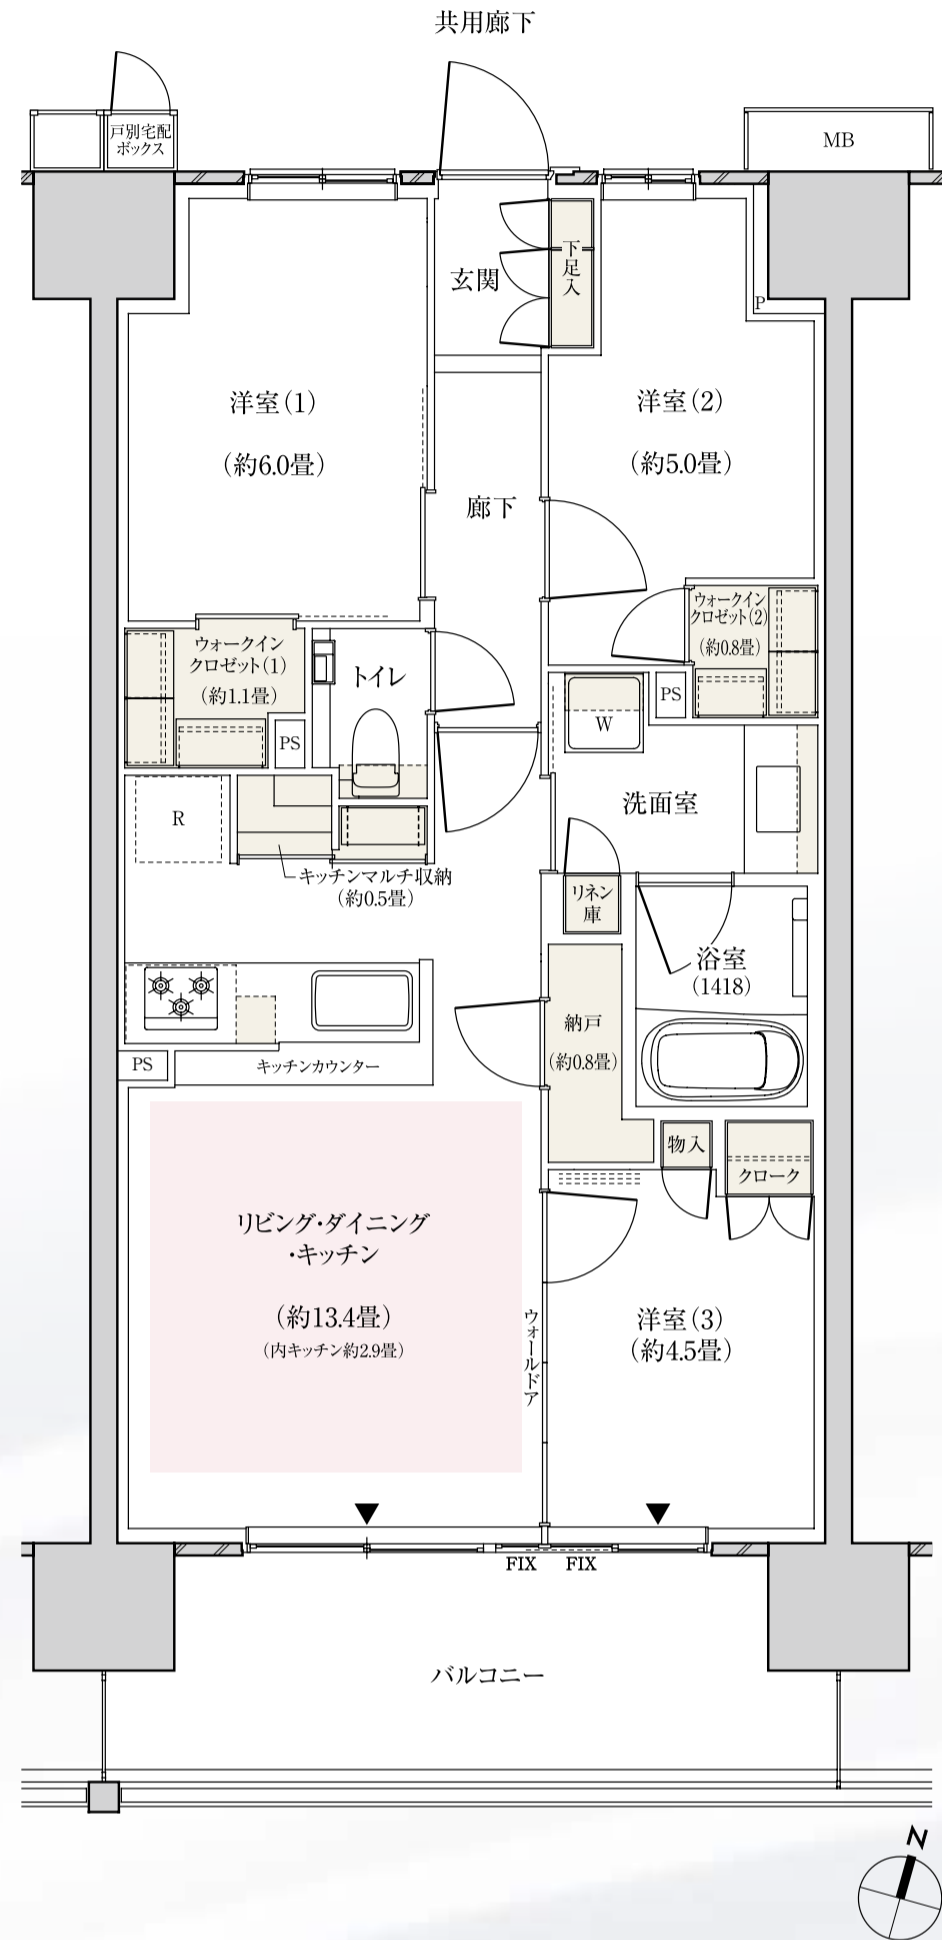 共用廊下
戸別宅配
ボックス
MB
玄関
下足入
P
洋室(1)
(約6.0畳)
洋室(2)
(約5.0畳)
廊下
ウォークイン
クロゼット(1)
(約1.1畳)
トイレ
ウォークイン
クロゼット(2)
(約0.8畳)
PS
PS
W
洗面室
R
キッチンマルチ収納
(約0.5畳)
リネン
庫
浴室
(1418)
納戸
(約0.8畳)
PS
キッチンカウンター
物入
クローク
リビング・ダイニング
・キッチン
(約13.4畳)
(内キッチン約2.9畳)
ウォールドア
洋室(3)
(約4.5畳)
FIX
FIX
バルコニー
N